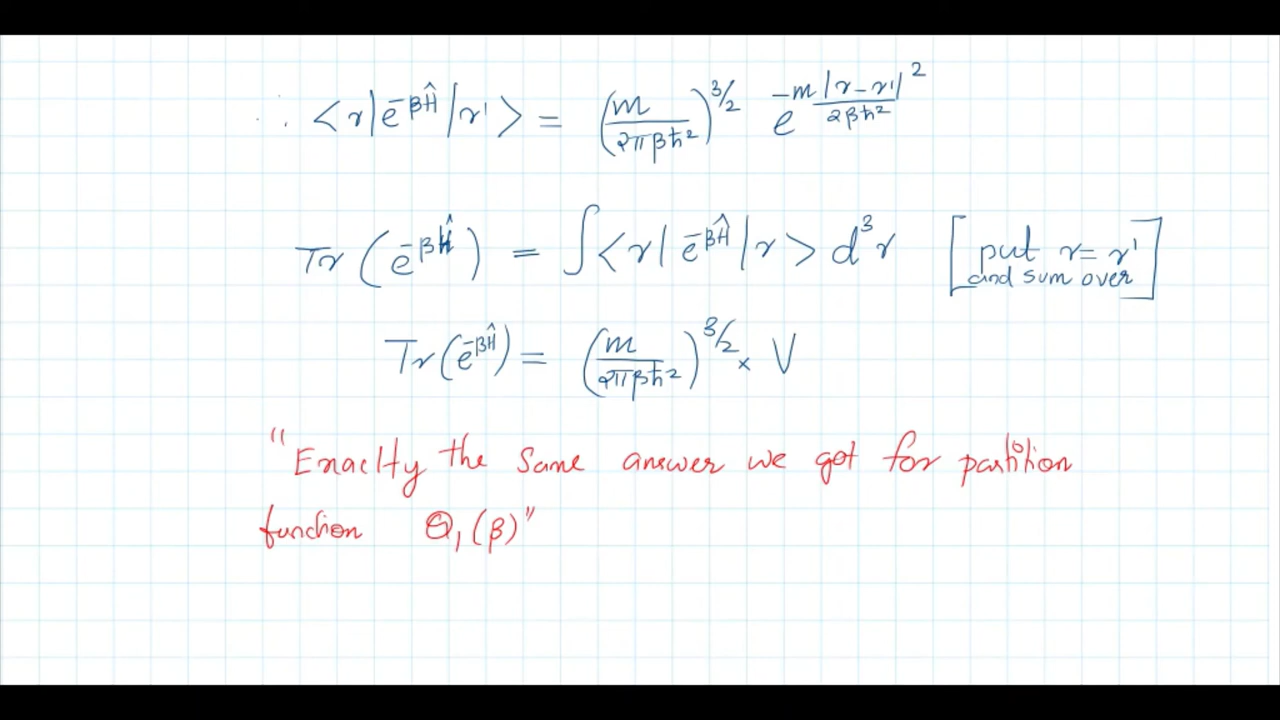 ∴ <r|e^{-βĤ}|r'> = (m/2πβħ²)^{3/2} e^{-m|r-r'|²/2βħ²}
Tr(e^{-βĤ}) = ∫<r|e^{-βĤ}|r> d³r [put r=r' and sum over]
Tr(e^{-βĤ}) = (m/2πβħ²)^{3/2} × V
"Exactly the same answer we got for partition
function Q₁(β)"